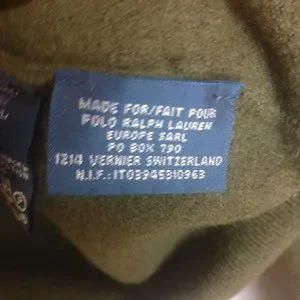 MADE FOR/FAIT POUR
POLO RALPH LAUREN
EUROPE SARL
PO BOX 790
1214 VERNIER SWITZERLAND
N.I.F.:IT03945310963